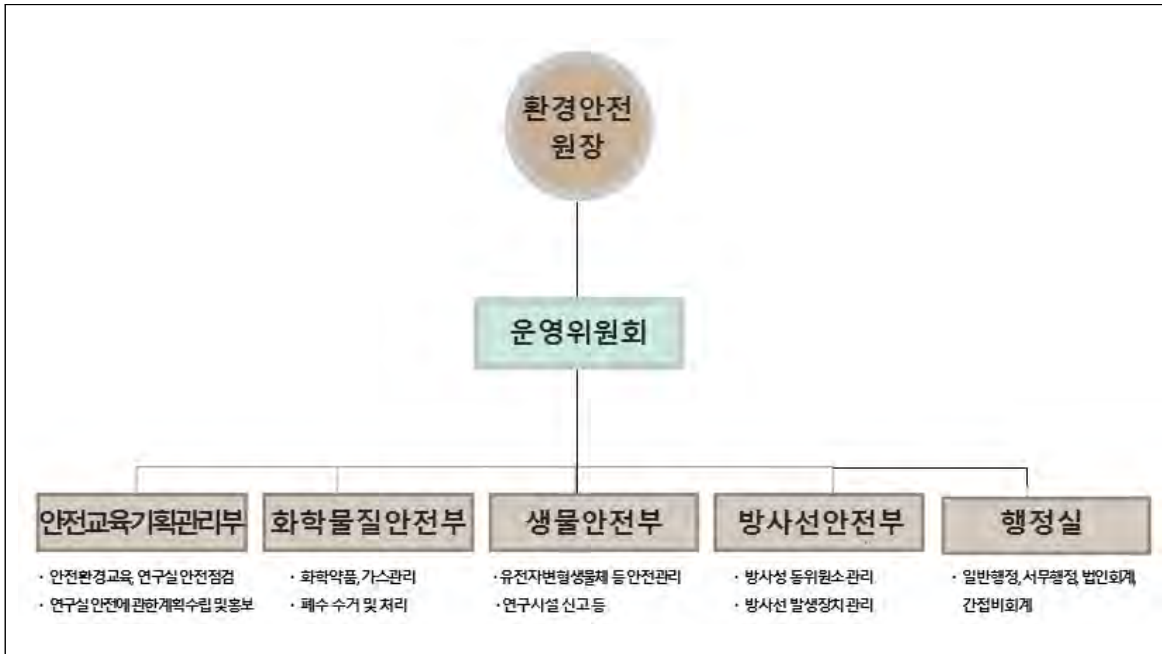 환경안전
원장
운영위원회
안전교육기획관리부
· 안전환경교육, 연구실 안전점검
· 연구실 안전에 관한 계획수립 및 홍보
화학물질안전부
· 화학약품, 가스관리
· 폐수 수거 및 처리
생물안전부
· 유전자변형생물체 등 안전관리
· 연구시설 신고 등
방사선안전부
· 방사성 동위원소 관리
· 방사선 발생장치 관리
행정실
· 일반행정, 서무행정, 법인회계,
간접비회계